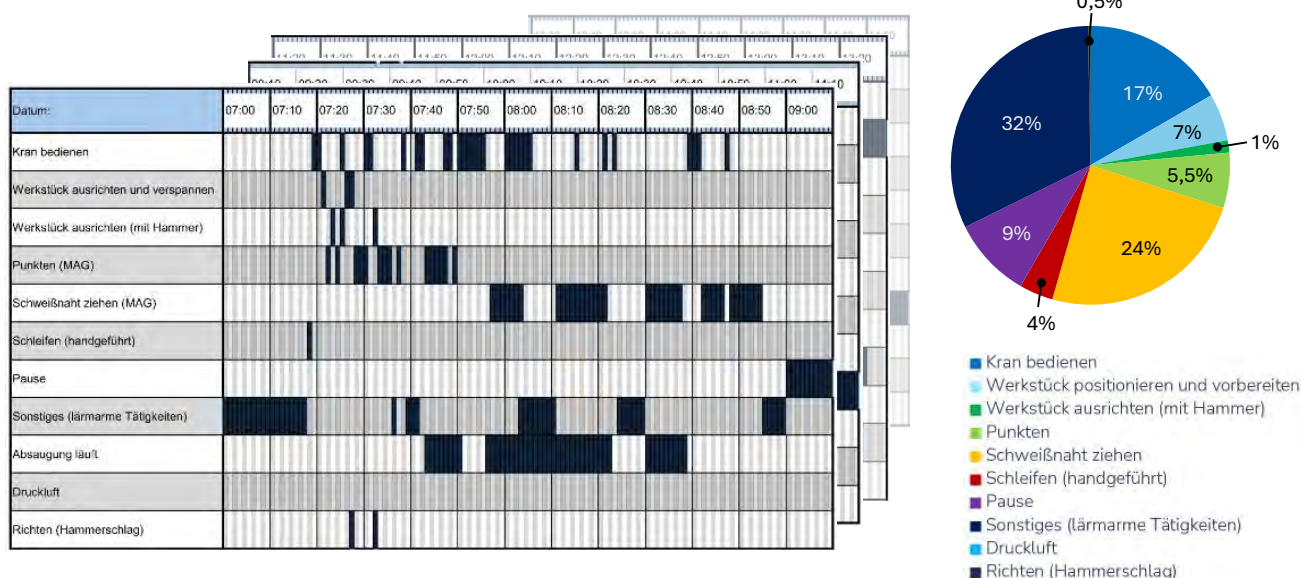 0,5%
Datum:
07:00 07:10 07:20 07:30 07:40 07:50 08:00 08:10 08:20 08:30 08:40 08:50 09:00
Kran bedienen
Werkstück ausrichten und verspannen
Werkstück ausrichten (mit Hammer)
Punkten (MAG)
Schweißnaht ziehen (MAG)
Schleifen (handgeführt)
Pause
Sonstiges (lärmarme Tätigkeiten)
Absaugung läuft
Druckluft
Richten (Hammerschlag)
17%
32%
7%
1%
5,5%
9%
24%
4%
Kran bedienen
Werkstück positionieren und vorbereiten
Werkstück ausrichten (mit Hammer)
Punkten
Schweißnaht ziehen
Schleifen (handgeführt)
Pause
Sonstiges (lärmarme Tätigkeiten)
Druckluft
Richten (Hammerschlag)